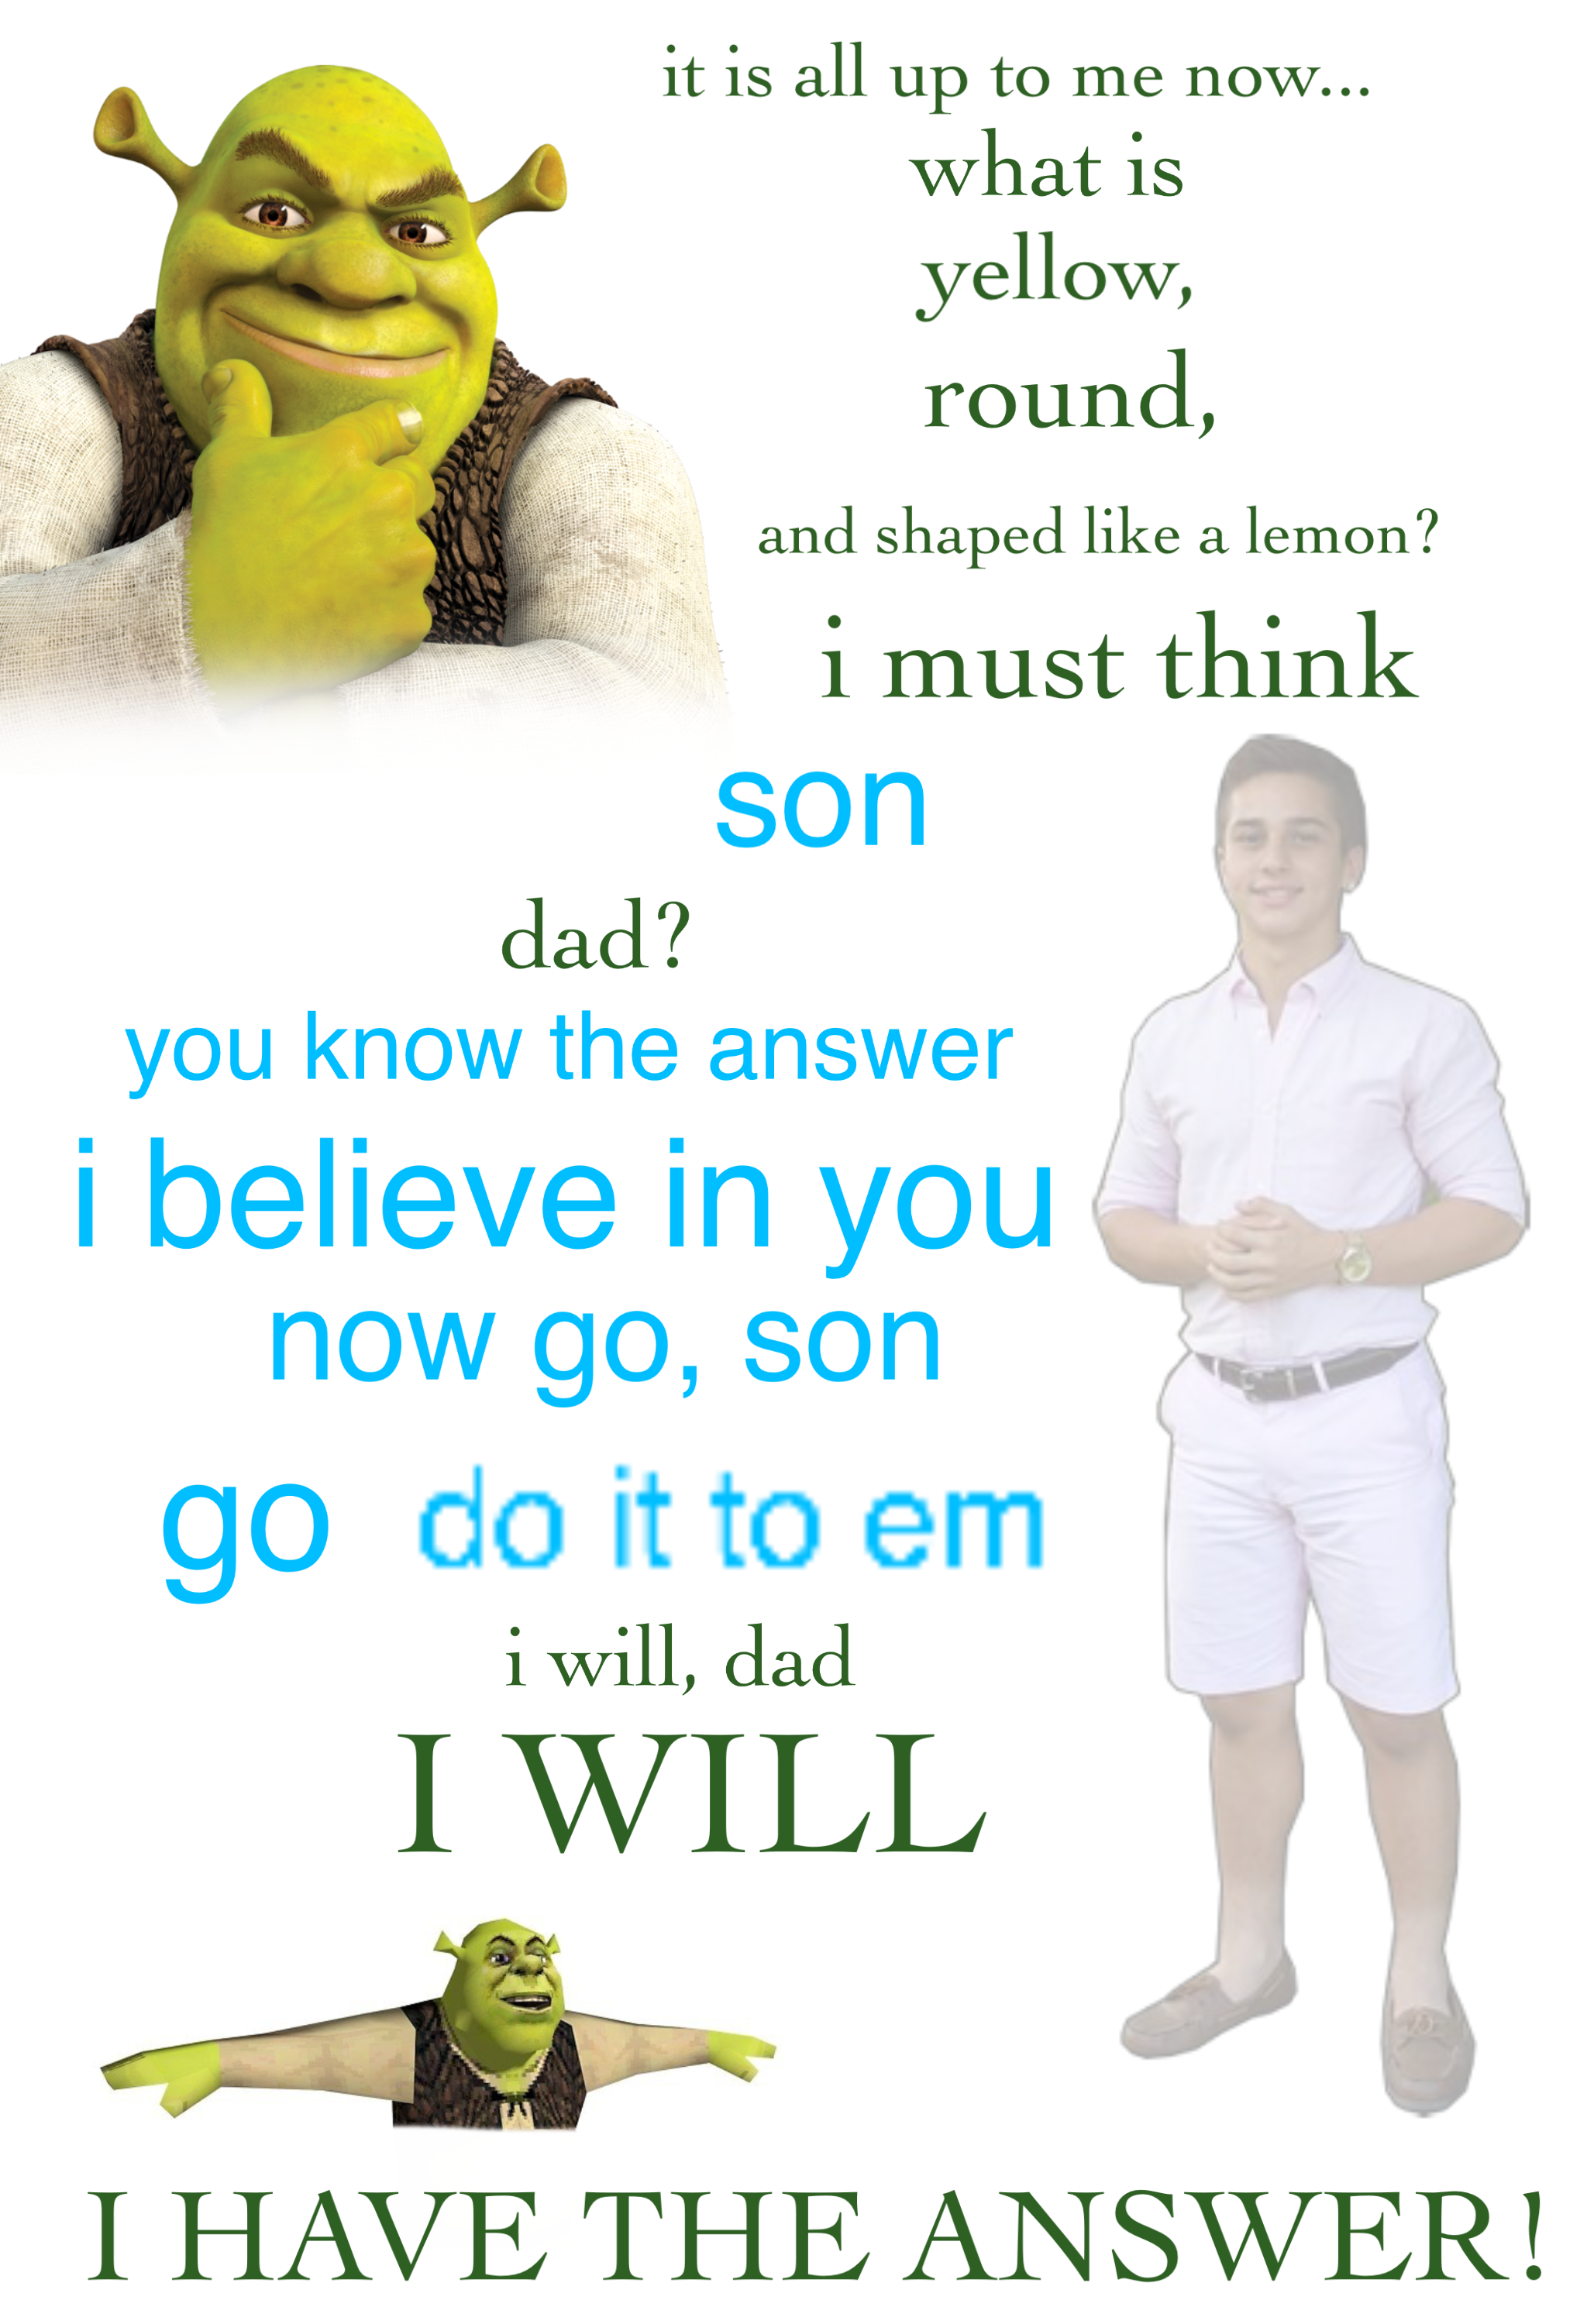 it is all up to me now...
what is
yellow,
round,
and shaped like a lemon?
i must think
son
dad?
you know the answer
i believe in you
now go, son
go do it to em
i will, dad
I WILL
I HAVE THE ANSWER!